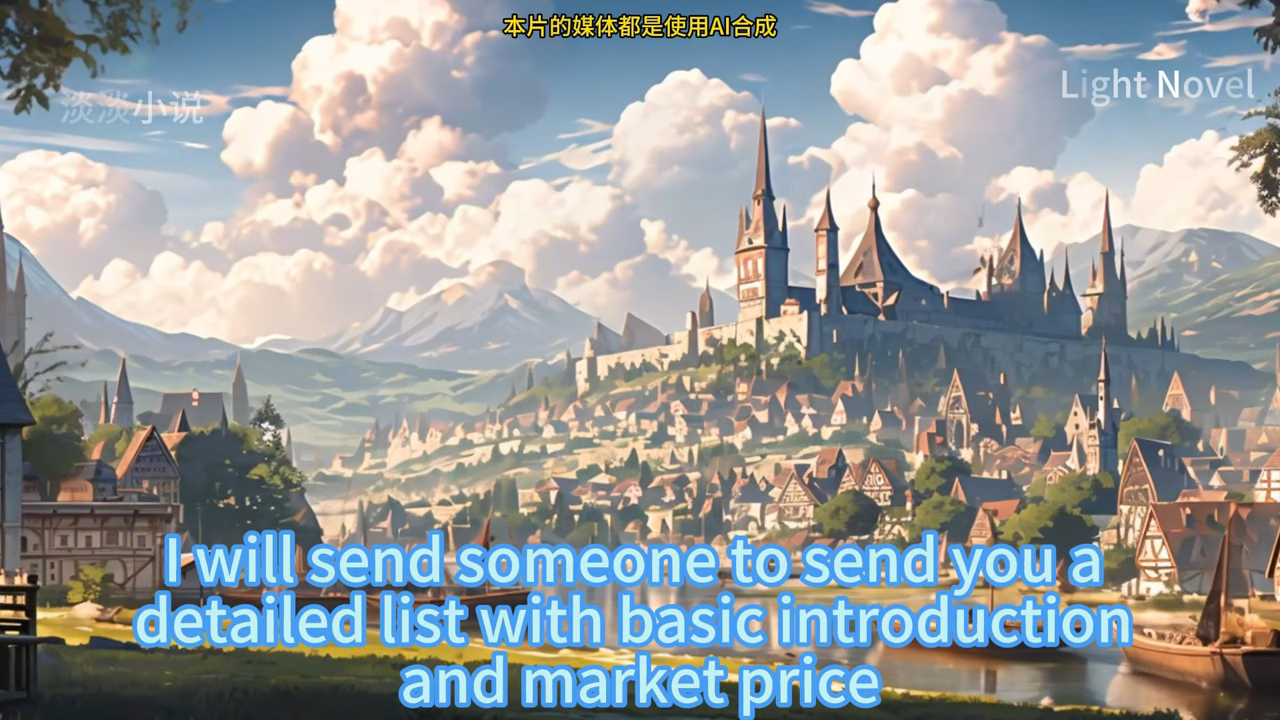 本片的媒体都是使用AI合成
淡淡小说
Light Novel
I will send someone to send you a
detailed list with basic introduction
and market price